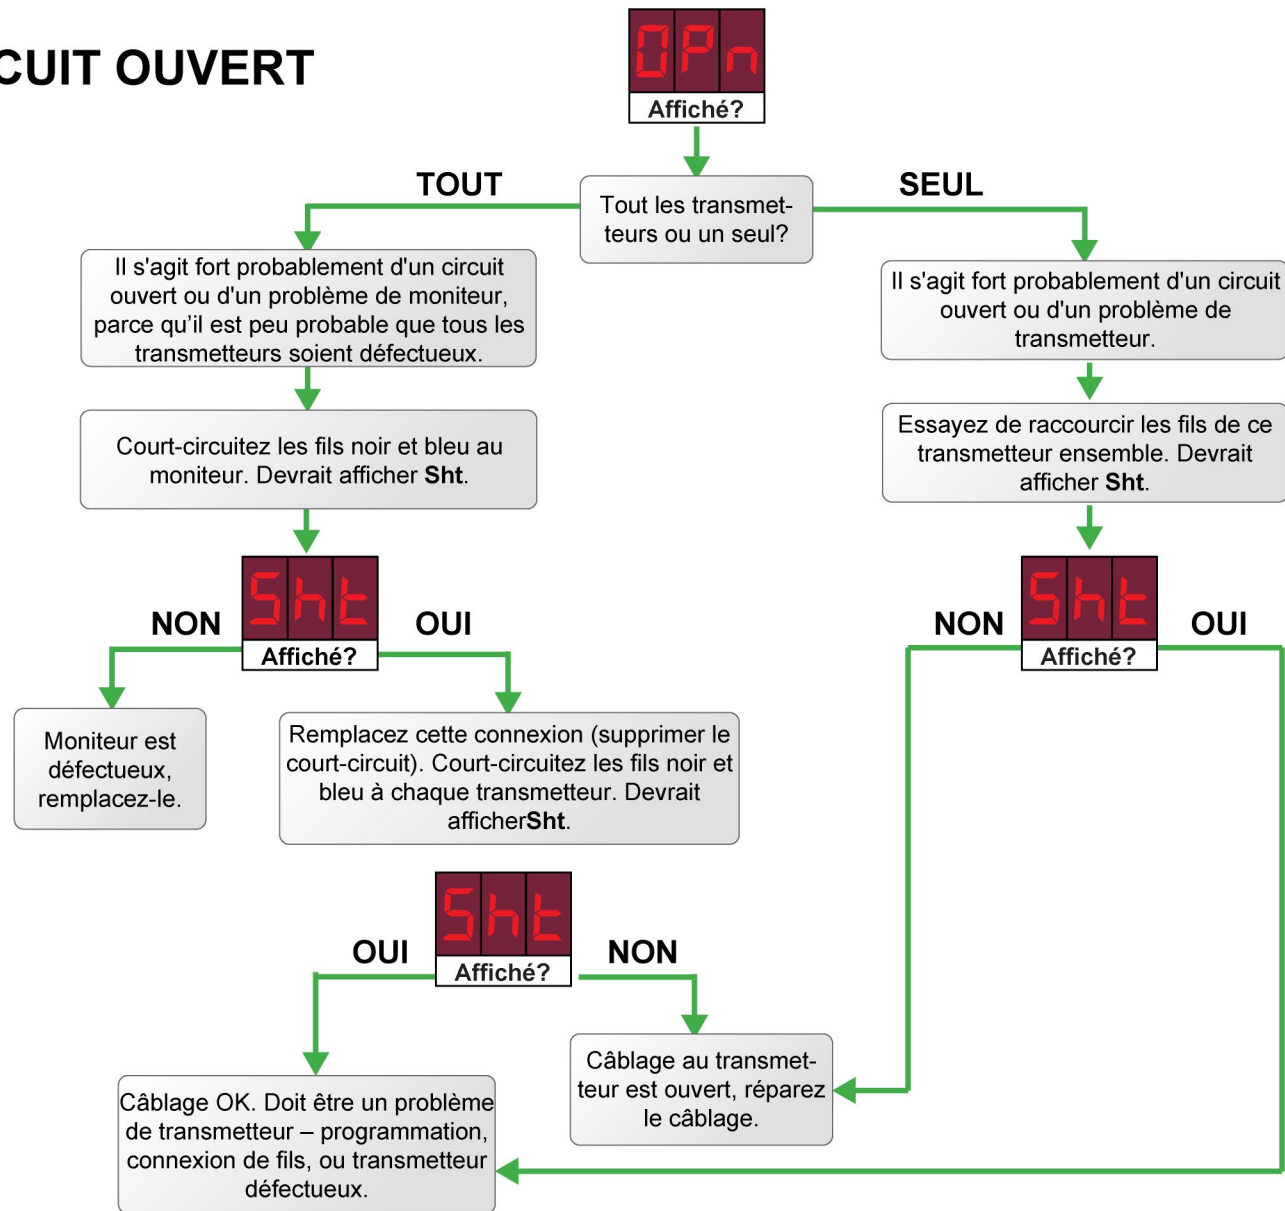 CUIT OUVERT
OPn
Affiché?
TOUT
SEUL
Tout les transmet-
teurs ou un seul?
Il s'agit fort probablement d'un circuit
ouvert ou d'un problème de moniteur,
parce qu’il est peu probable que tous les
transmetteurs soient défectueux.
Il s'agit fort probablement d'un circuit
ouvert ou d'un problème de
transmetteur.
Court-circuitez les fils noir et bleu au
moniteur. Devrait afficher Sht.
Essayez de raccourcir les fils de ce
transmetteur ensemble. Devrait
afficher Sht.
Sht
Affiché?
NON
OUI
Sht
Affiché?
NON
OUI
Moniteur est
défectueux,
remplacez-le.
Remplacez cette connexion (supprimer le
court-circuit). Court-circuitez les fils noir et
bleu à chaque transmetteur. Devrait
afficherSht.
Sht
Affiché?
OUI
NON
Câblage au transmet-
teur est ouvert, réparez
le câblage.
Câblage OK. Doit être un problème
de transmetteur – programmation,
connexion de fils, ou transmetteur
défectueux.